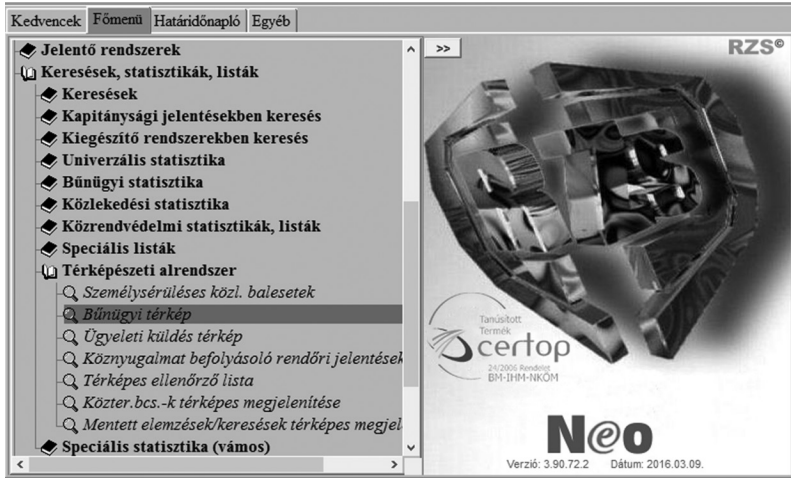 Kedvencek Főmenü Határidőnapló Egyéb
Jelentő rendszerek
Keresések, statisztikák, listák
Keresések
Kapitánysági jelentésekben keresés
Kiegészítő rendszerekben keresés
Univerzális statisztika
Bűnügyi statisztika
Közlekedési statisztika
Közrendvédelmi statisztikák, listák
Speciális listák
Térképészeti alrendszer
Személysérüléses közl. balesetek
Bűnügyi térkép
Ügyeleti küldés térkép
Köznyugalmat befolyásoló rendőri jelentések
Térképes ellenőrző lista
Közter.bcs.-k térképes megjelenítése
Mentett elemzések/keresések térképes megjel
Speciális statisztika (vámos)
>>
RZS©
Tanúsított
Termék
certop
24/2006 Rendelet
BM-IHM-NKÖM
N@o
Verzió: 3.90.72.2 Dátum: 2016.03.09.